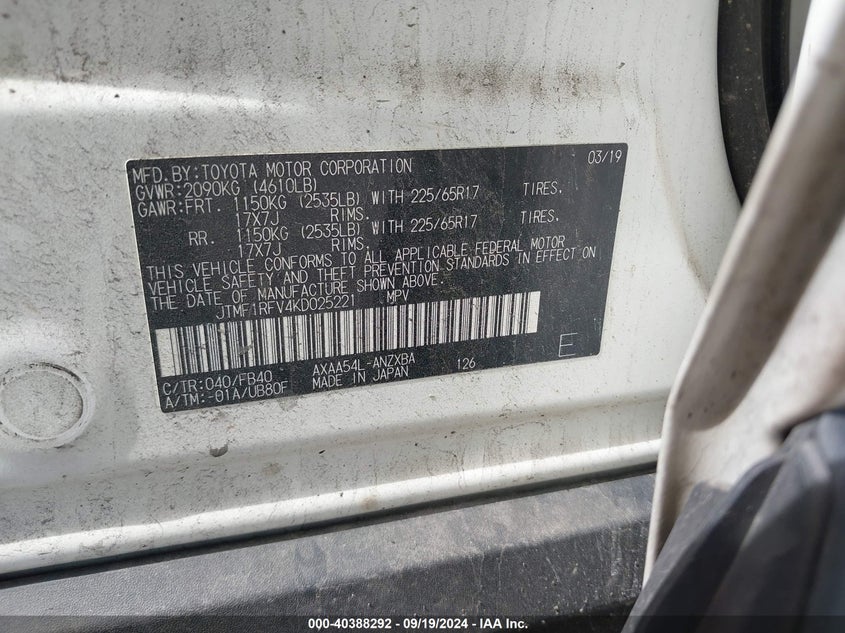 MFD.BY:TOYOTA MOTOR CORPORATION 03/19
GVWR:2090KG (4610LB)
GAWR:FRT. 1150KG (2535LB) WITH 225/65R17 TIRES.
17X7J RIMS.
RR. 1150KG (2535LB) WITH 225/65R17 TIRES.
17X7J RIMS.
THIS VEHICLE CONFORMS TO ALL APPLICABLE FEDERAL MOTOR
VEHICLE SAFETY AND THEFT PREVENTION STANDARDS IN EFFECT ON
THE DATE OF MANUFACTURE SHOWN ABOVE.
JTMF1RFV4KD025221 MPV
C/TR:040/FB40 AXAA54L-ANZXBA 126 E
A/TM:-01A/UB80F MADE IN JAPAN
000-40388292 - 09/19/2024 - IAA Inc.